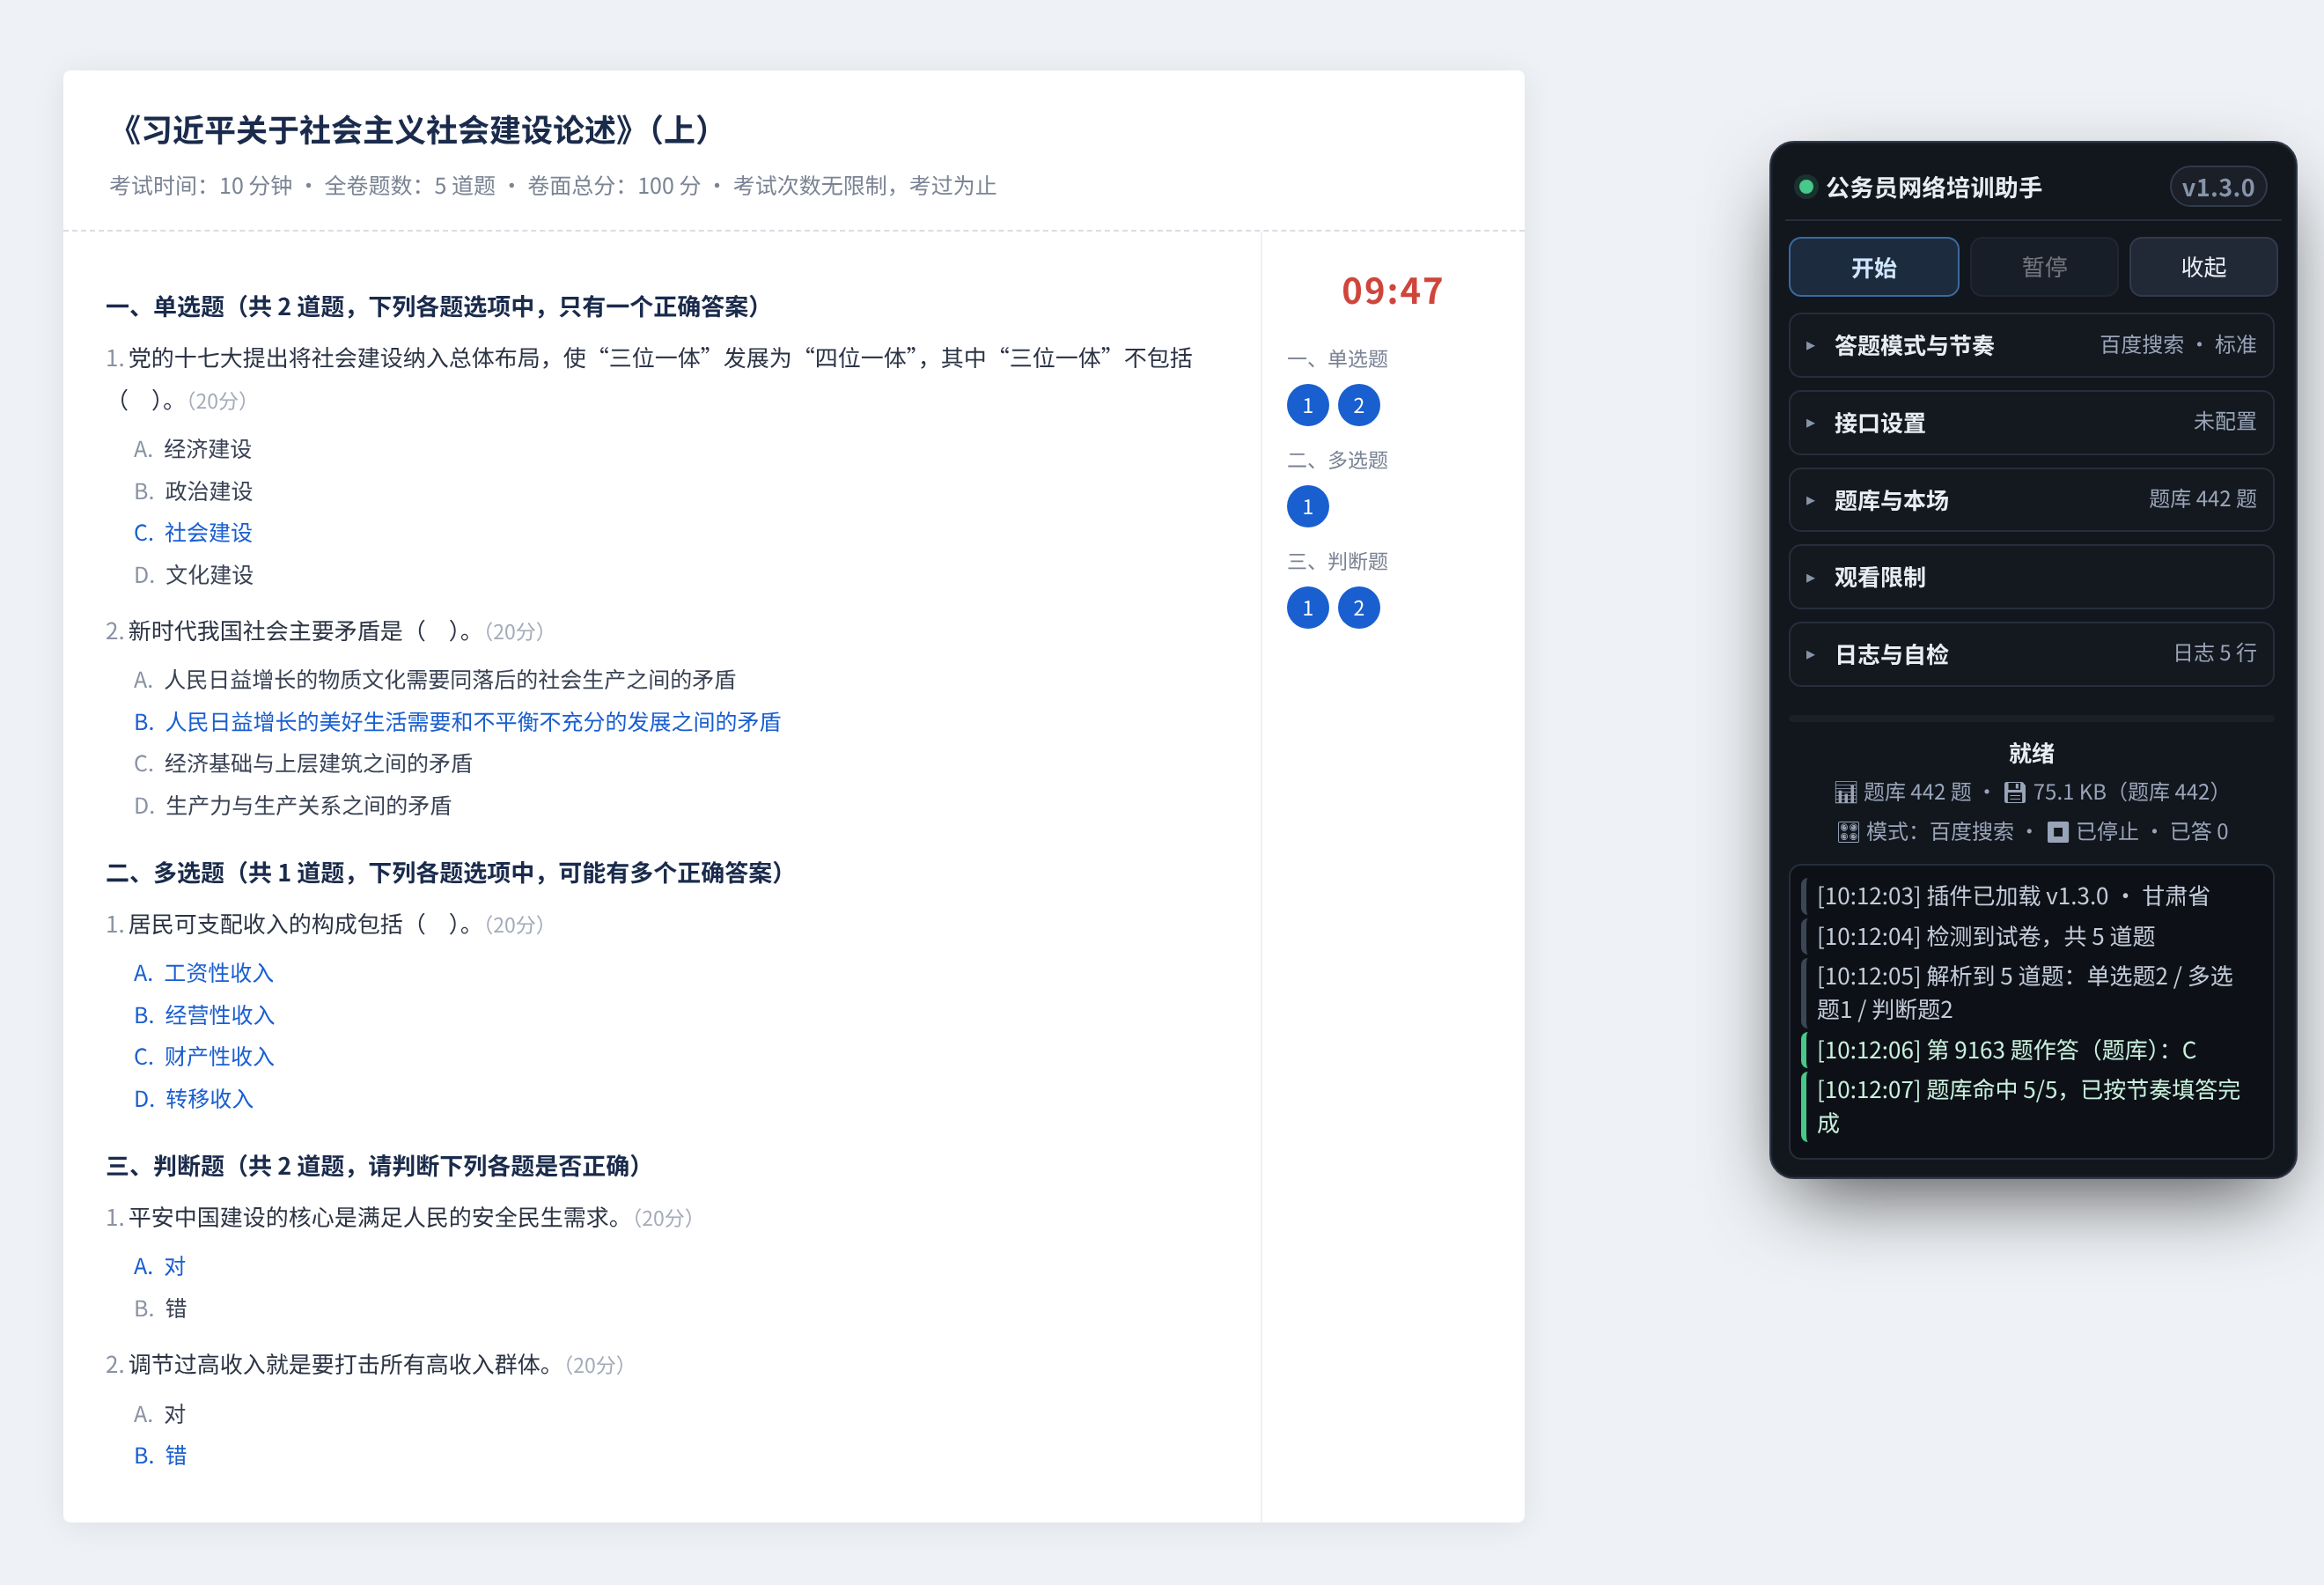 《习近平关于社会主义社会建设论述》（上）
考试时间：10 分钟 · 全卷题数：5 道题 · 卷面总分：100 分 · 考试次数无限制，考过为止
一、单选题（共 2 道题，下列各题选项中，只有一个正确答案）
1. 党的十七大提出将社会建设纳入总体布局，使“三位一体”发展为“四位一体”，其中“三位一体”不包括
（　）。（20分）
A. 经济建设
B. 政治建设
C. 社会建设
D. 文化建设
2. 新时代我国社会主要矛盾是（　）。（20分）
A. 人民日益增长的物质文化需要同落后的社会生产之间的矛盾
B. 人民日益增长的美好生活需要和不平衡不充分的发展之间的矛盾
C. 经济基础与上层建筑之间的矛盾
D. 生产力与生产关系之间的矛盾
二、多选题（共 1 道题，下列各题选项中，可能有多个正确答案）
1. 居民可支配收入的构成包括（　）。（20分）
A. 工资性收入
B. 经营性收入
C. 财产性收入
D. 转移收入
三、判断题（共 2 道题，请判断下列各题是否正确）
1. 平安中国建设的核心是满足人民的安全民生需求。（20分）
A. 对
B. 错
2. 调节过高收入就是要打击所有高收入群体。（20分）
A. 对
B. 错
09:47
一、单选题
1 2
二、多选题
1
三、判断题
1 2
公务员网络培训助手 v1.3.0
开始 暂停 收起
▸ 答题模式与节奏 百度搜索 · 标准
▸ 接口设置 未配置
▸ 题库与本场 题库 442 题
▸ 观看限制
▸ 日志与自检 日志 5 行
就绪
题库 442 题 · 75.1 KB（题库 442）
模式：百度搜索 · 已停止 · 已答 0
[10:12:03] 插件已加载 v1.3.0 · 甘肃省
[10:12:04] 检测到试卷，共 5 道题
[10:12:05] 解析到 5 道题：单选题2 / 多选
题1 / 判断题2
[10:12:06] 第 9163 题作答（题库）：C
[10:12:07] 题库命中 5/5，已按节奏填答完
成